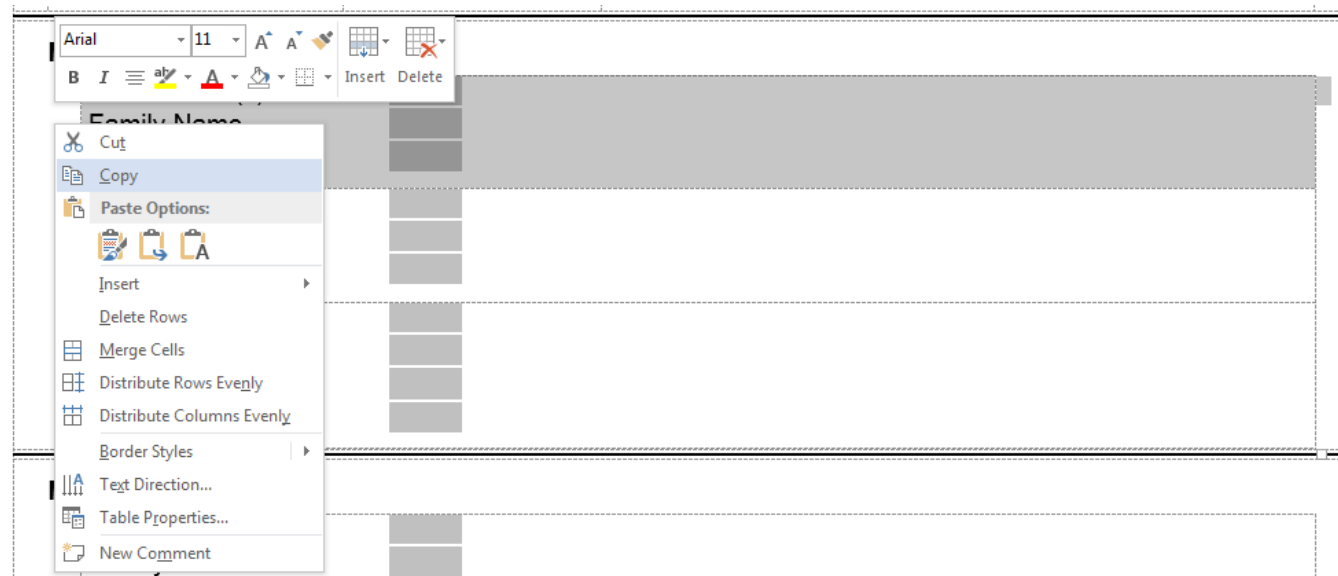 Arial 11 A A
B I ab A Insert Delete
Family Name
Cut
Copy
Paste Options:
A
Insert
Delete Rows
Merge Cells
Distribute Rows Evenly
Distribute Columns Evenly
Border Styles
Text Direction...
Table Properties...
New Comment